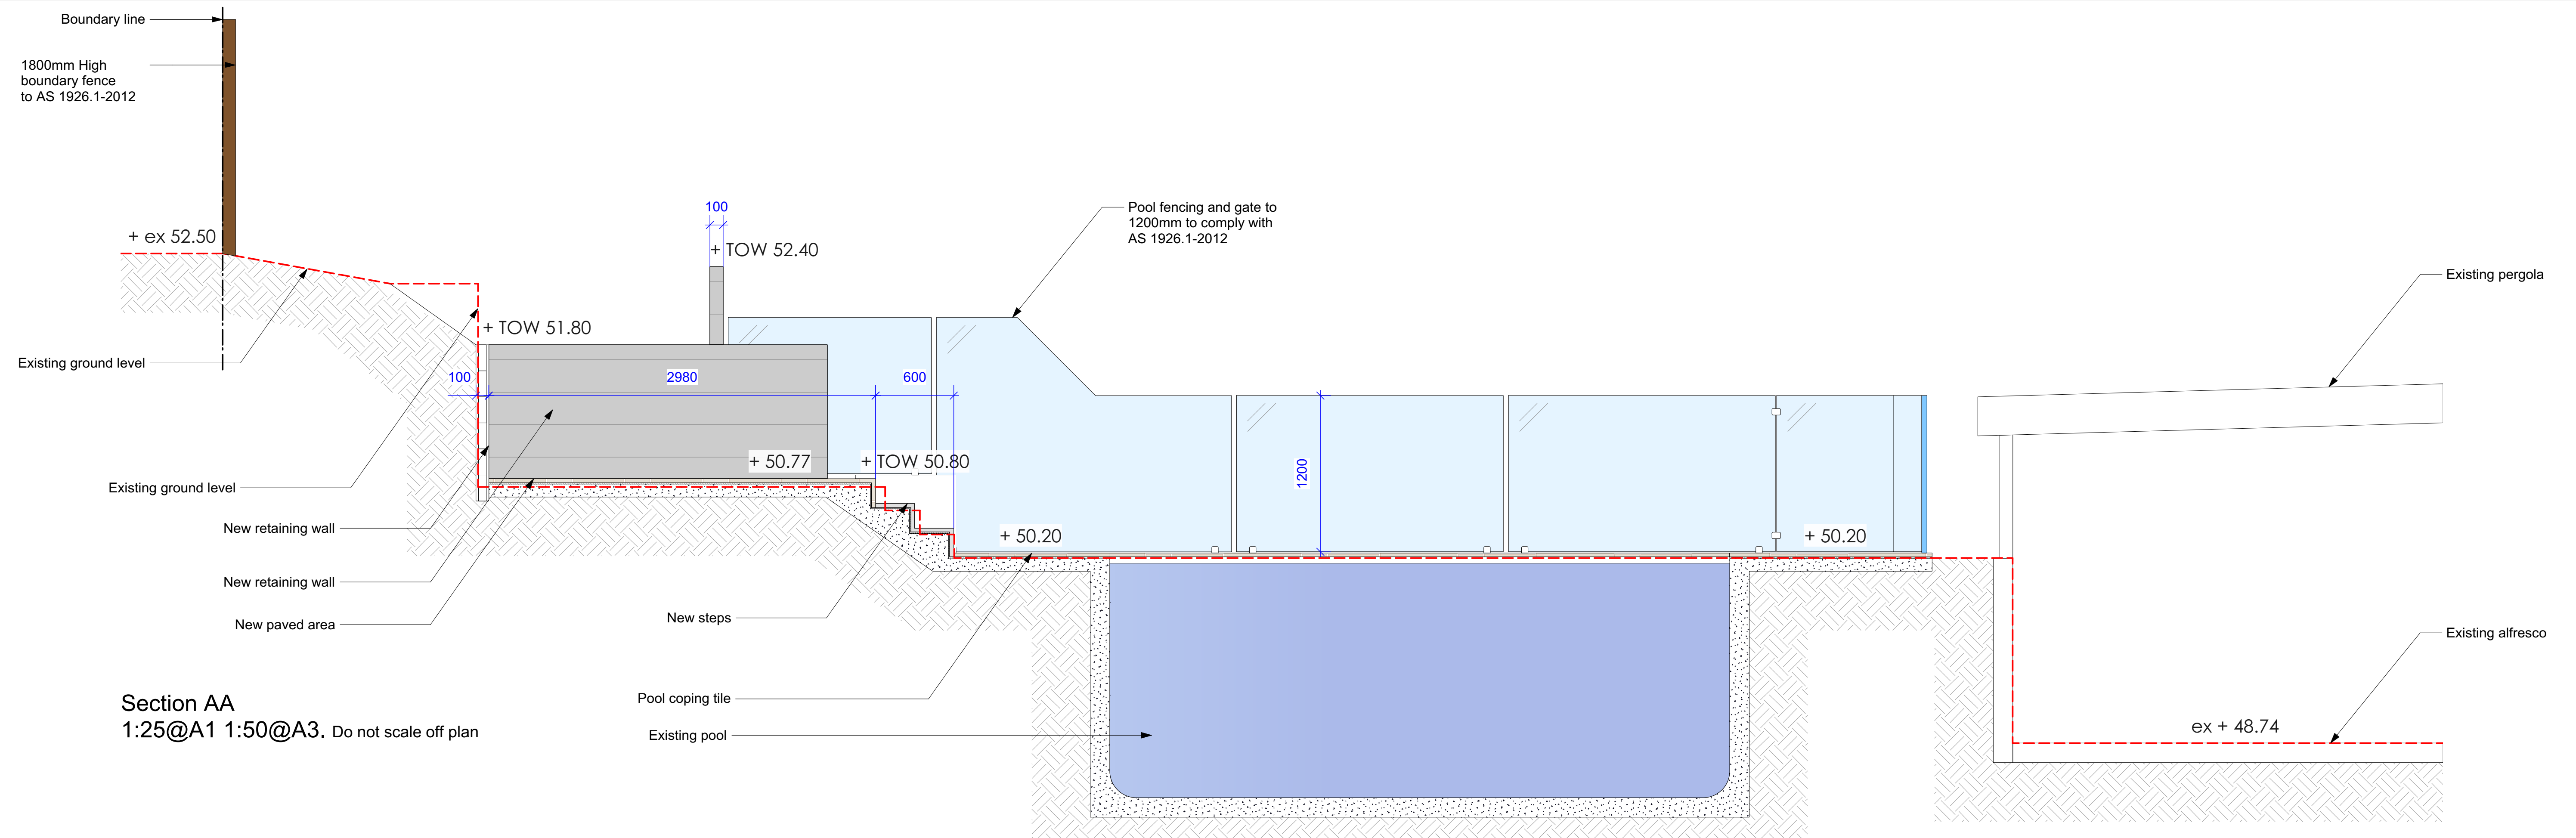 Boundary line
1800mm High
boundary fence
to AS 1926.1-2012
+ ex 52.50
100
+ TOW 52.40
Pool fencing and gate to
1200mm to comply with
AS 1926.1-2012
Existing pergola
+ TOW 51.80
Existing ground level
100
2980
600
+ 50.77
+ TOW 50.80
1200
Existing ground level
New retaining wall
+ 50.20
+ 50.20
New retaining wall
New paved area
New steps
Existing alfresco
Pool coping tile
Existing pool
ex + 48.74
Section AA
1:25@A1 1:50@A3. Do not scale off plan